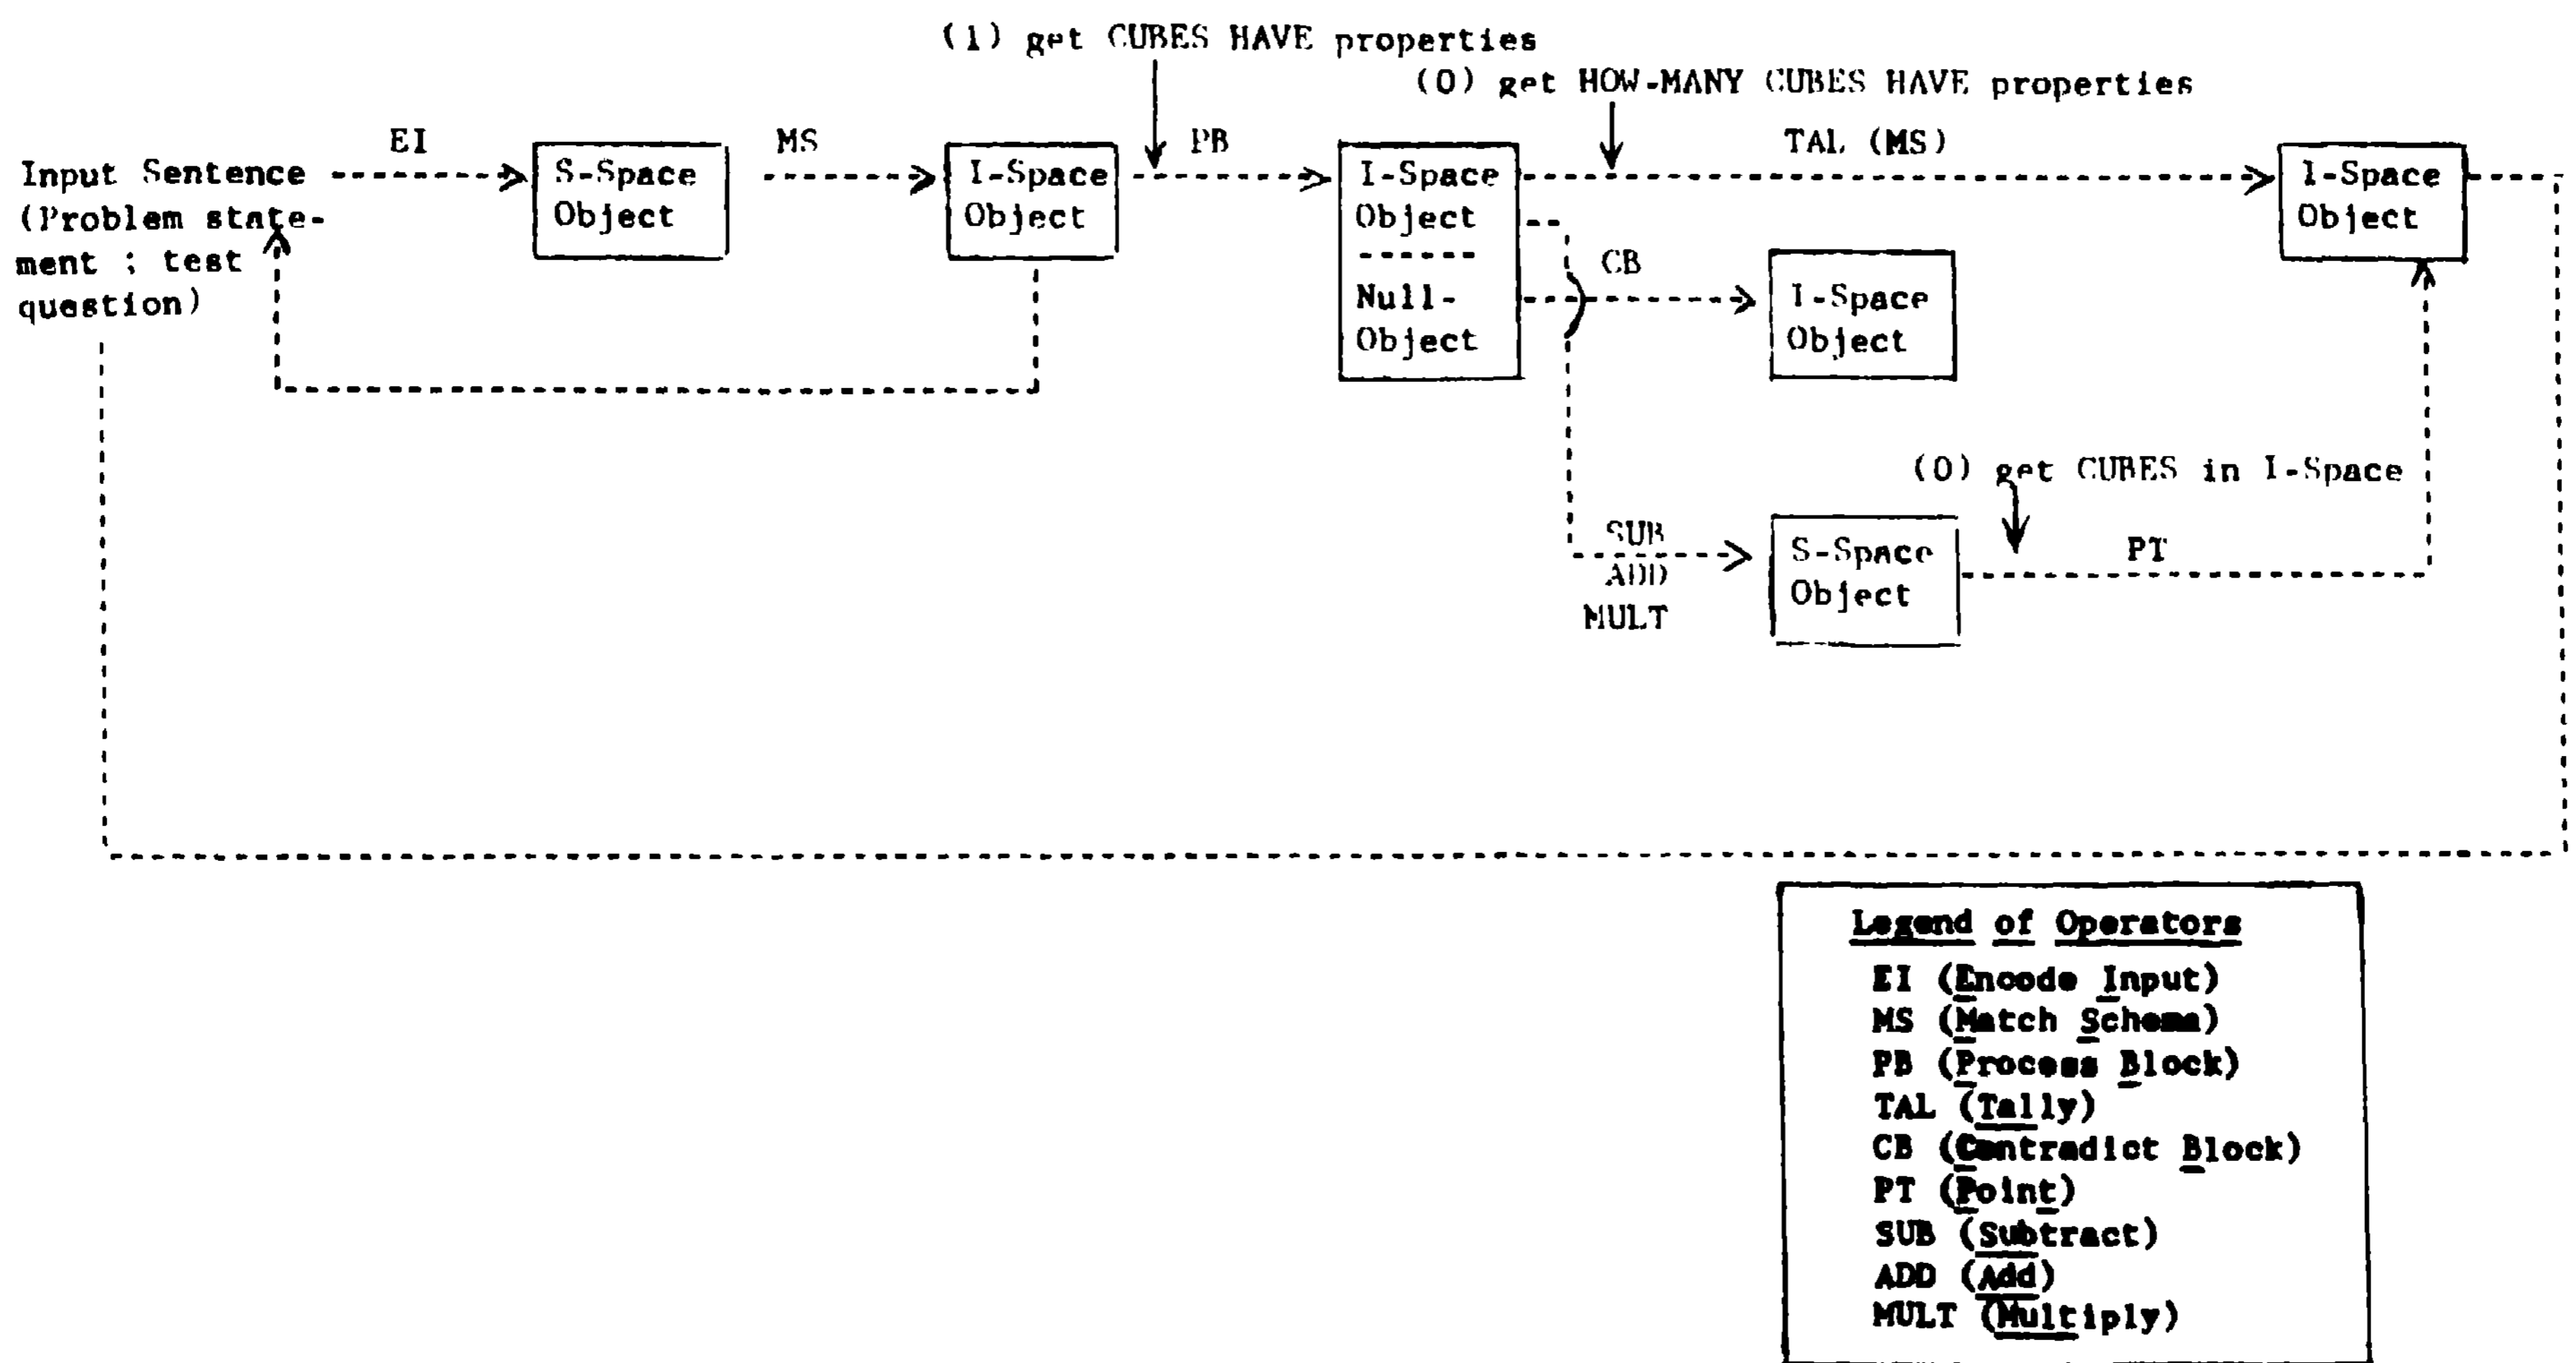 (1) get CUBES HAVE properties
(0) get HOW-MANY CUBES HAVE properties
EI
MS
PB
TAL (MS)
Input Sentence
(Problem state-
ment ; test
question)
S-Space
Object
I-Space
Object
I-Space
Object
------
Null-
Object
CB
I-Space
Object
I-Space
Object
(0) get CUBES in I-Space
SUB
ADD
MULT
S-Space
Object
PT
Legend of Operators
EI (Encode Input)
MS (Match Schema)
PB (Process Block)
TAL (Tally)
CB (Contradict Block)
PT (Point)
SUB (Subtract)
ADD (Add)
MULT (Multiply)